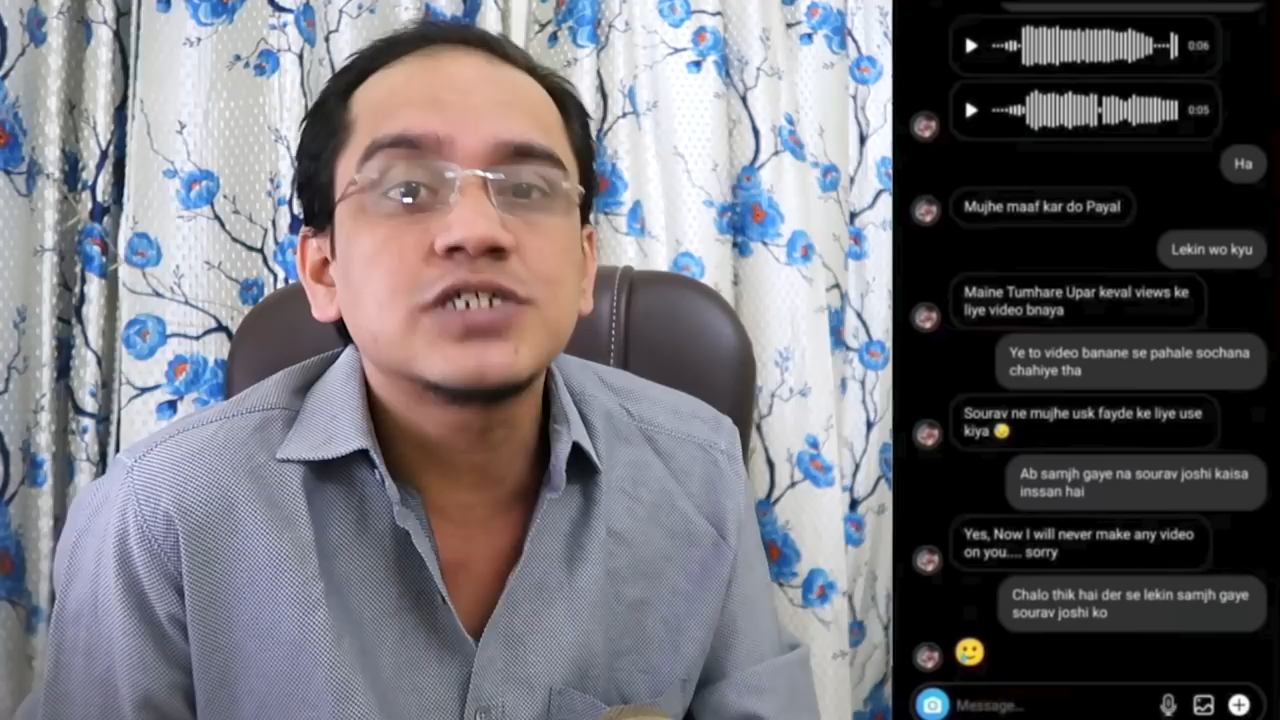 0:06
0:05
Ha
Mujhe maaf kar do Payal
Lekin wo kyu
Maine Tumhare Upar keval views ke
liye video bnaya
Ye to video banane se pahale sochana
chahiye tha
Sourav ne mujhe usk fayde ke liye use
kiya 😥
Ab samjh gaye na sourav joshi kaisa
inssan hai
Yes, Now I will never make any video
on you.... sorry
Chalo thik hai der se lekin samjh gaye
sourav joshi ko
🥲
Message...